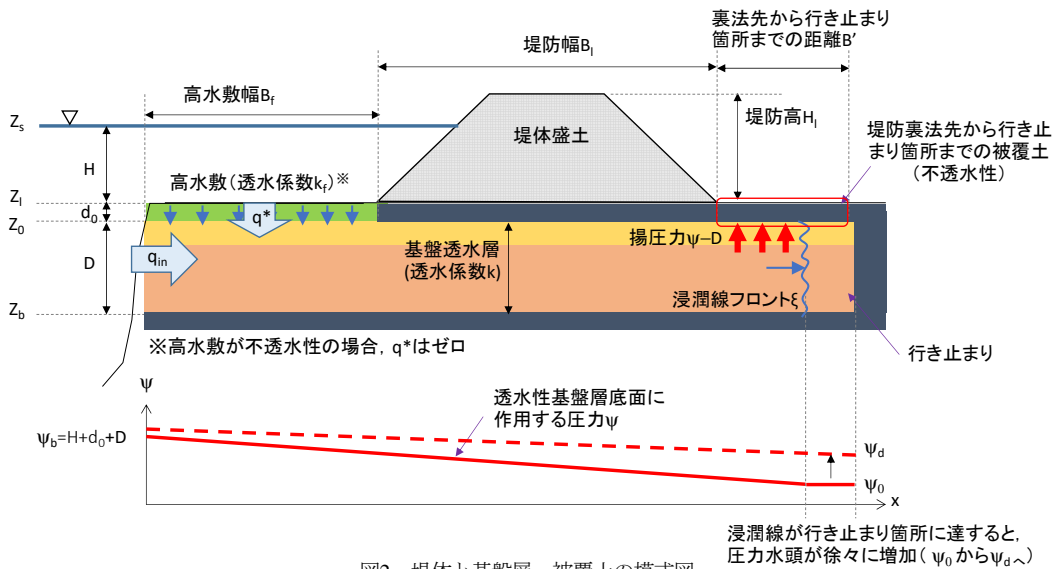 裏法先から行き止まり
箇所までの距離B′
堤防幅Bl
高水敷幅Bf
Zs
H
堤体盛土
堤防高Hl
堤防裏法先から行き止
まり箇所までの被覆土
(不透水性)
高水敷(透水係数kf)※
Zl
d0
Z0
q*
揚圧力ψ−D
基盤透水層
(透水係数k)
qin
D
浸潤線フロントξ
Zb
※高水敷が不透水性の場合, q*はゼロ
行き止まり
ψ
透水性基盤層底面に
作用する圧力ψ
ψb=H+d0+D
ψd
ψ0
x
浸潤線が行き止まり箇所に達すると,
圧力水頭が徐々に増加( ψ0からψdへ)